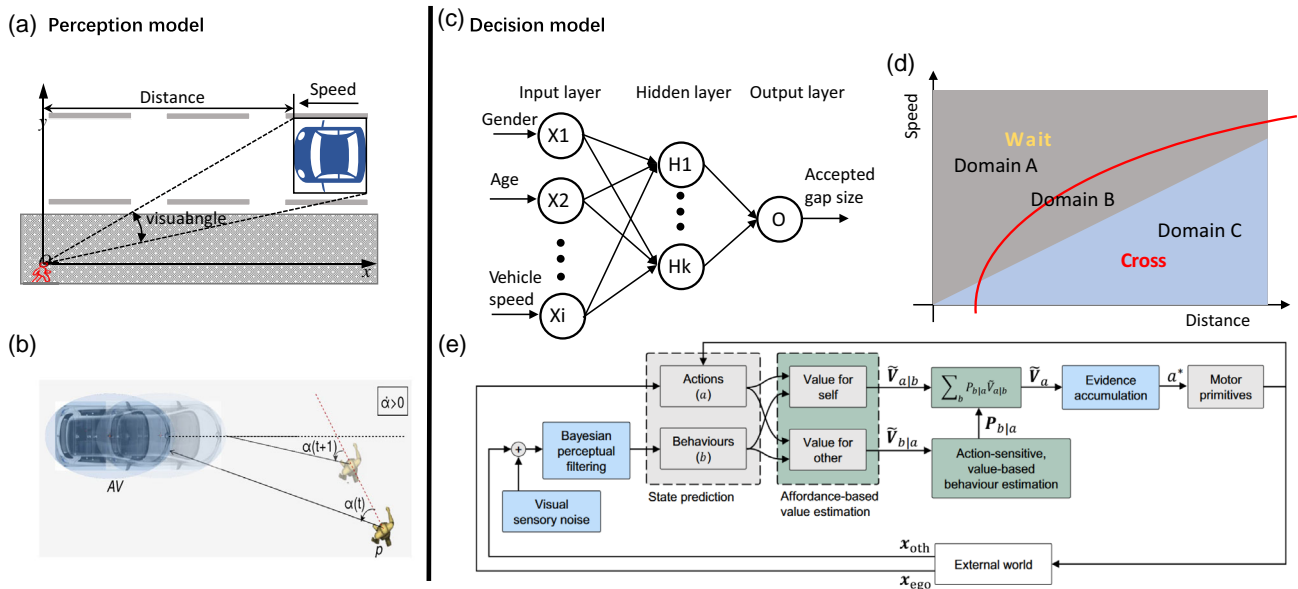 (a) Perception model
Distance
Speed
y
visuaangle
x
(b)
α̇>0
α(t+1)
α(t)
AV
p
(c) Decision model
Input layer
Hidden layer
Output layer
Gender
X1
Age
X2
Vehicle
speed
Xi
H1
Hk
O
Accepted
gap size
(d)
Speed
Wait
Domain A
Domain B
Domain C
Cross
Distance
(e)
Actions
(a)
Behaviours
(b)
State prediction
Bayesian
perceptual
filtering
+
Visual
sensory noise
Value for
self
Value for
other
Affordance-based
value estimation
Ṽa|b
Ṽb|a
∑b Pb|aṼa|b
Ṽa
Pb|a
Action-sensitive,
value-based
behaviour estimation
Evidence
accumulation
a*
Motor
primitives
xoth
xego
External world